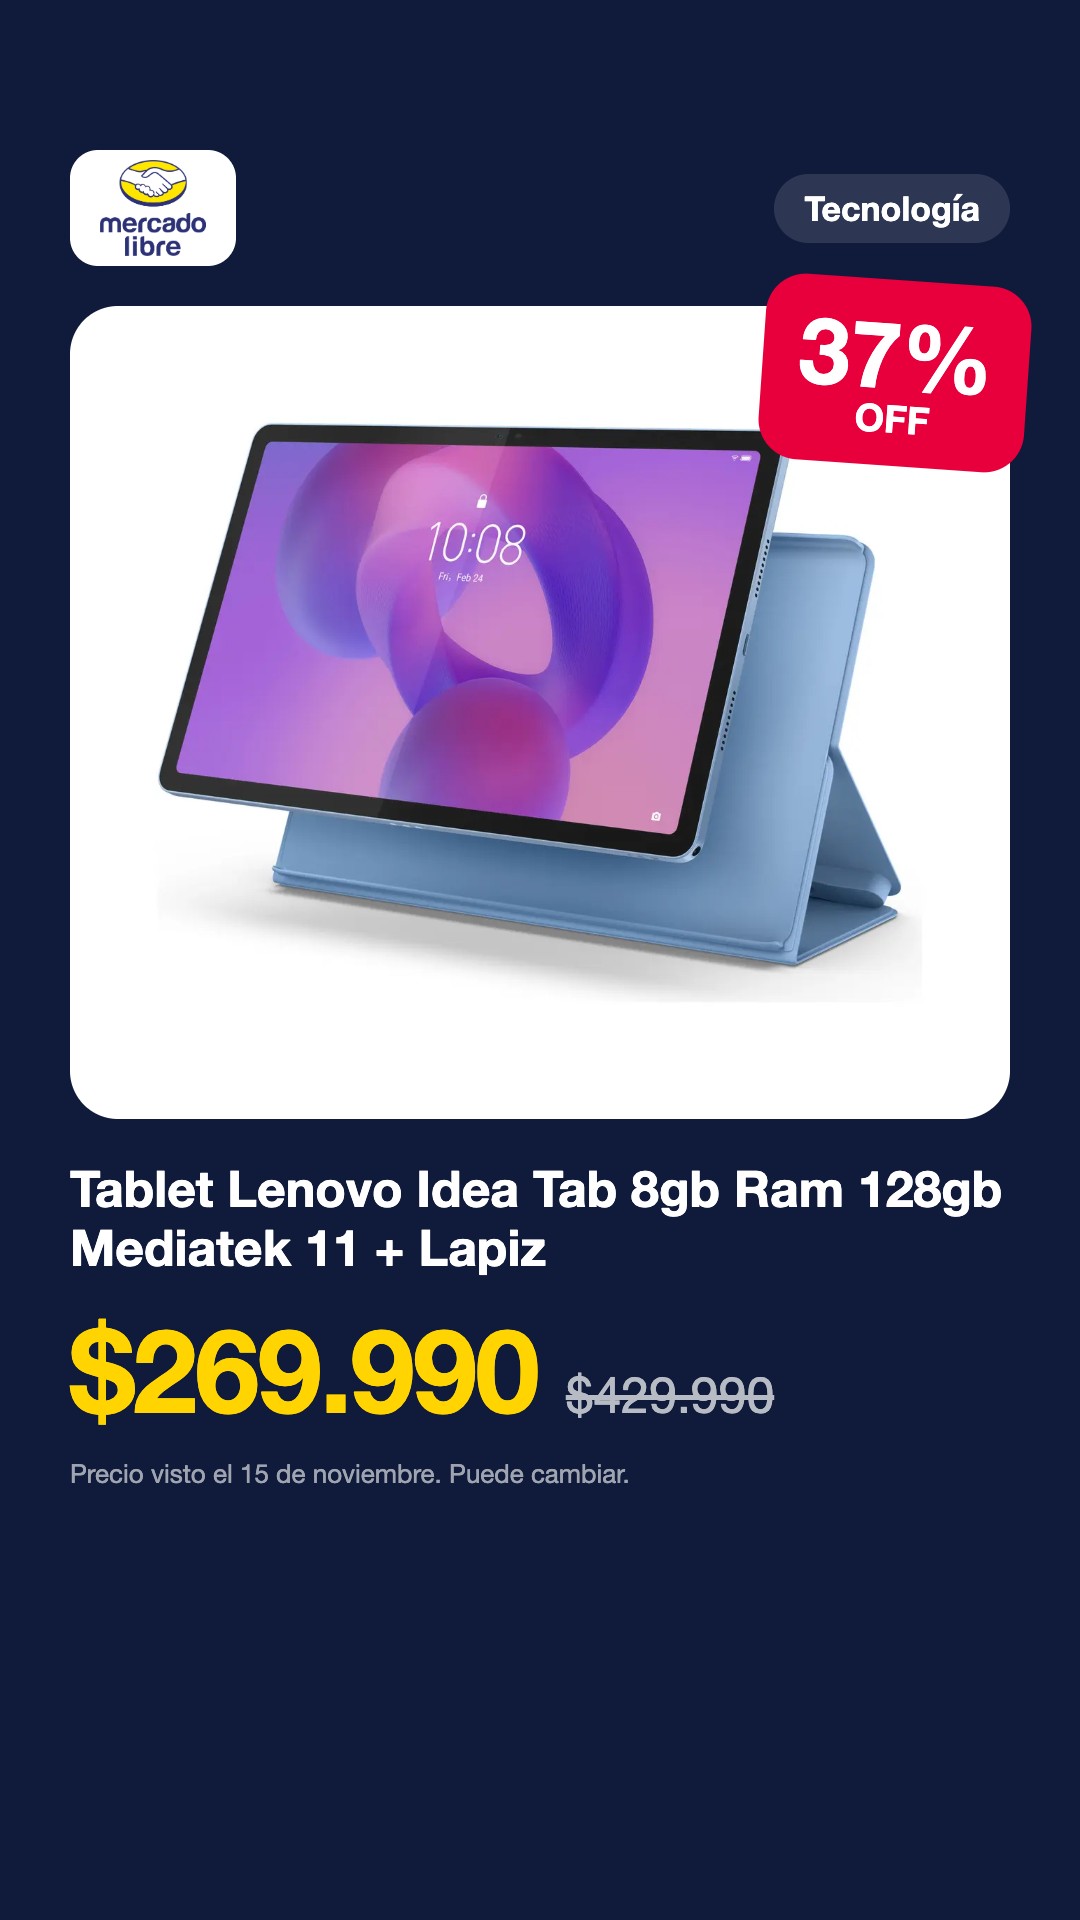 mercado
libre
Tecnología
37%
OFF
10:08
Fri, Feb 24
Tablet Lenovo Idea Tab 8gb Ram 128gb
Mediatek 11 + Lapiz
$269.990 $429.990
Precio visto el 15 de noviembre. Puede cambiar.